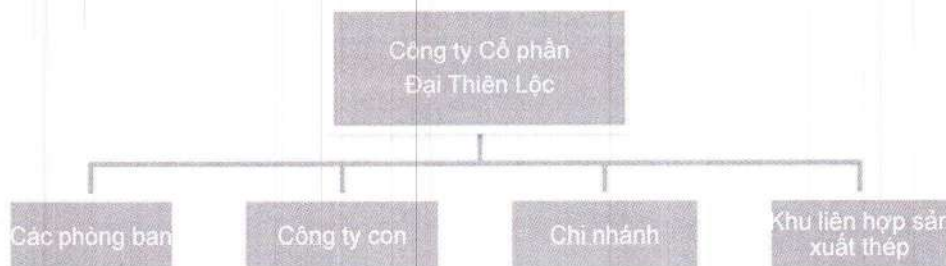 Công ty Cổ phần
Đại Thiên Lộc
Các phòng ban
Công ty con
Chi nhánh
Khu liên hợp sản
xuất thép